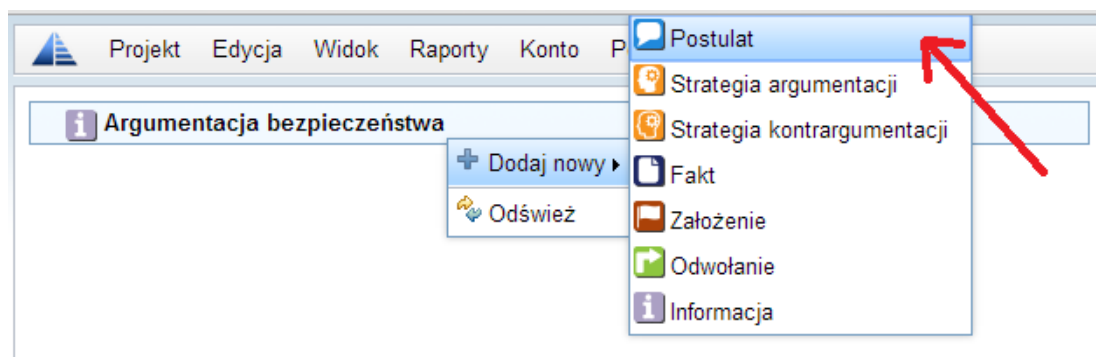 Projekt Edycja Widok Raporty Konto P
Postulat
Strategia argumentacji
Argumentacja bezpieczeństwa
Strategia kontrargumentacji
Dodaj nowy
Fakt
Odśwież
Założenie
Odwołanie
Informacja